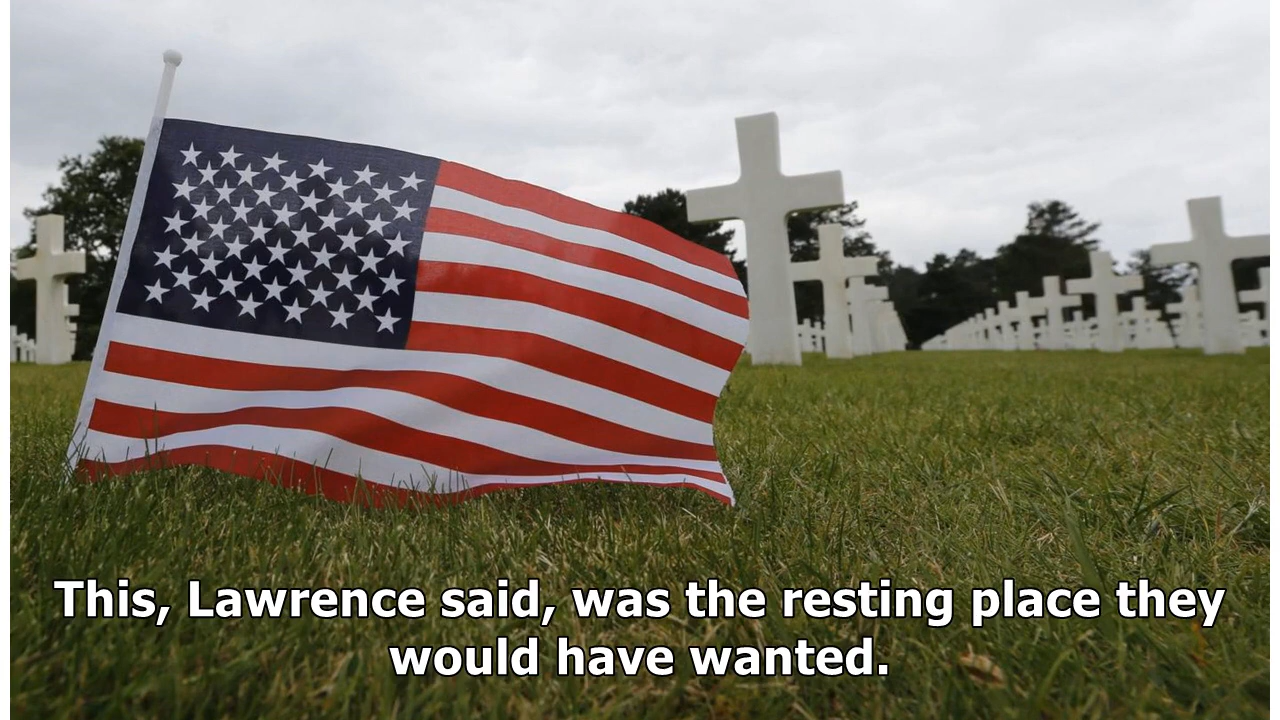 This, Lawrence said, was the resting place they
would have wanted.